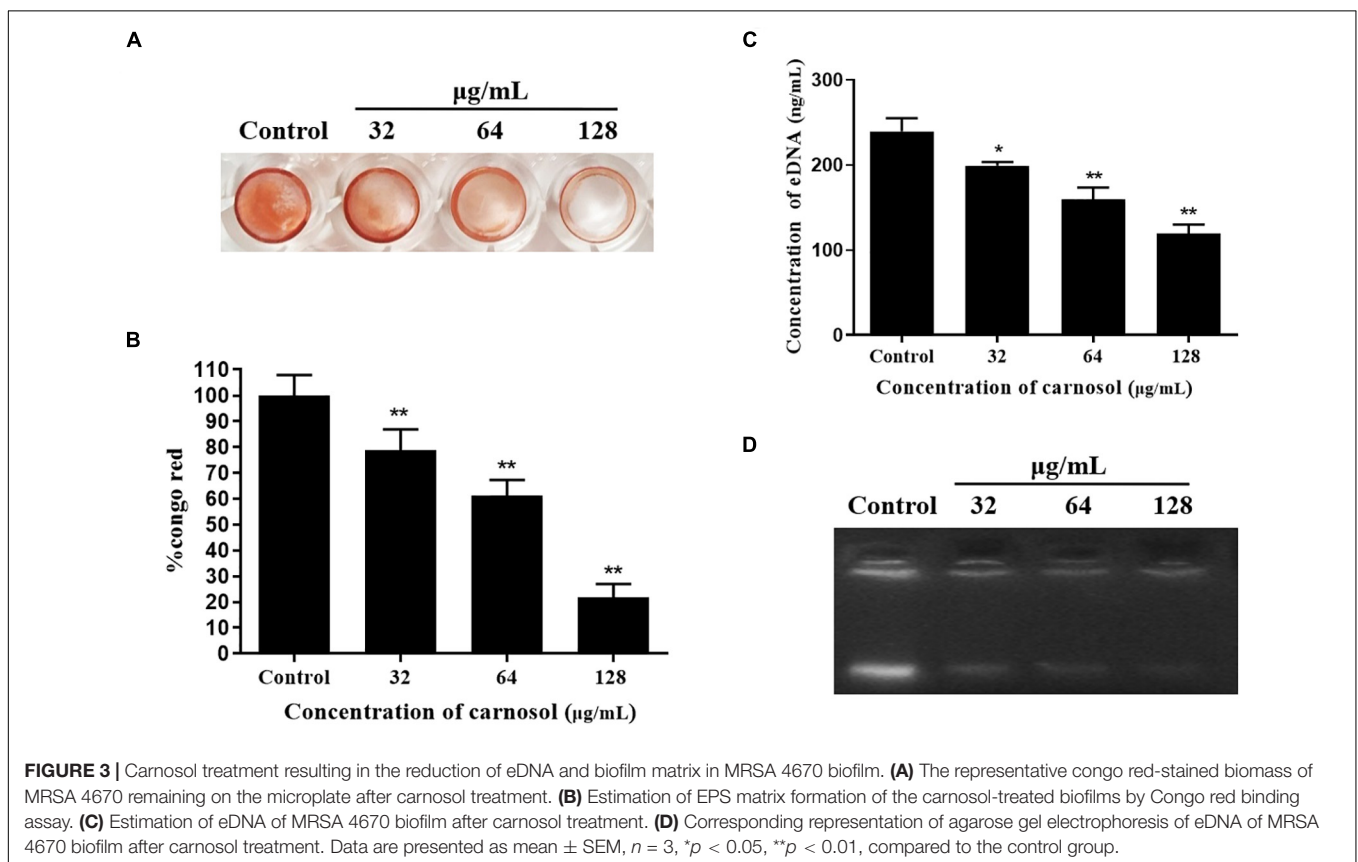 A
µg/mL
Control 32 64 128
B
110
100
90
80
70
60
50
40
30
20
10
0
%congo red
**
**
**
Control 32 64 128
Concentration of carnosol (µg/mL)
C
300
200
100
0
Concentration of eDNA (ng/mL)
*
**
**
Control 32 64 128
Concentration of carnosol (µg/mL)
D
µg/mL
Control 32 64 128
FIGURE 3 | Carnosol treatment resulting in the reduction of eDNA and biofilm matrix in MRSA 4670 biofilm. (A) The representative congo red-stained biomass of
MRSA 4670 remaining on the microplate after carnosol treatment. (B) Estimation of EPS matrix formation of the carnosol-treated biofilms by Congo red binding
assay. (C) Estimation of eDNA of MRSA 4670 biofilm after carnosol treatment. (D) Corresponding representation of agarose gel electrophoresis of eDNA of MRSA
4670 biofilm after carnosol treatment. Data are presented as mean ± SEM, n = 3, *p < 0.05, **p < 0.01, compared to the control group.